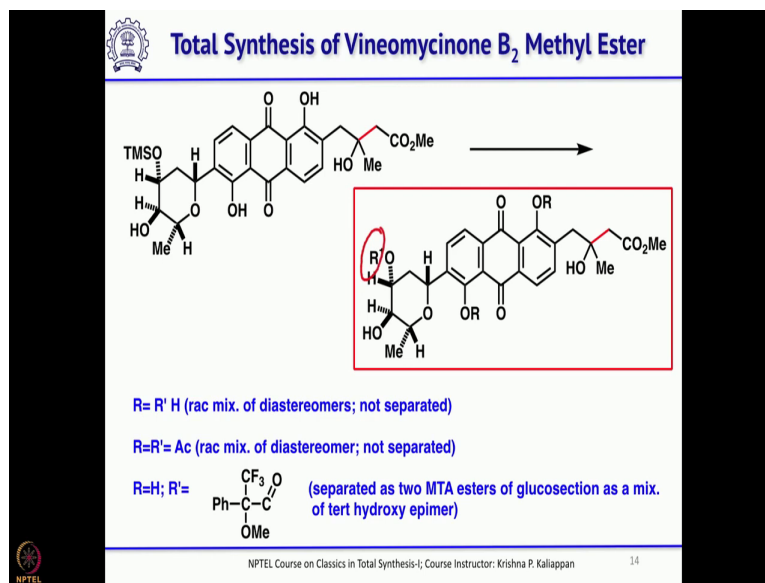 Total Synthesis of Vineomycinone B2 Methyl Ester
O OH
TMSO H CO2Me
H HO Me
H O OH O
HO
Me H
O OR
R'O H CO2Me
H HO Me
H O OR O
HO
Me H
R= R' H (rac mix. of diastereomers; not separated)
R=R'= Ac (rac mix. of diastereomer; not separated)
CF3 O
R=H; R'= Ph-C-C (separated as two MTA esters of glucosection as a mix.
of tert hydroxy epimer)
OMe
NPTEL Course on Classics in Total Synthesis-I; Course Instructor: Krishna P. Kaliappan 14
NPTEL